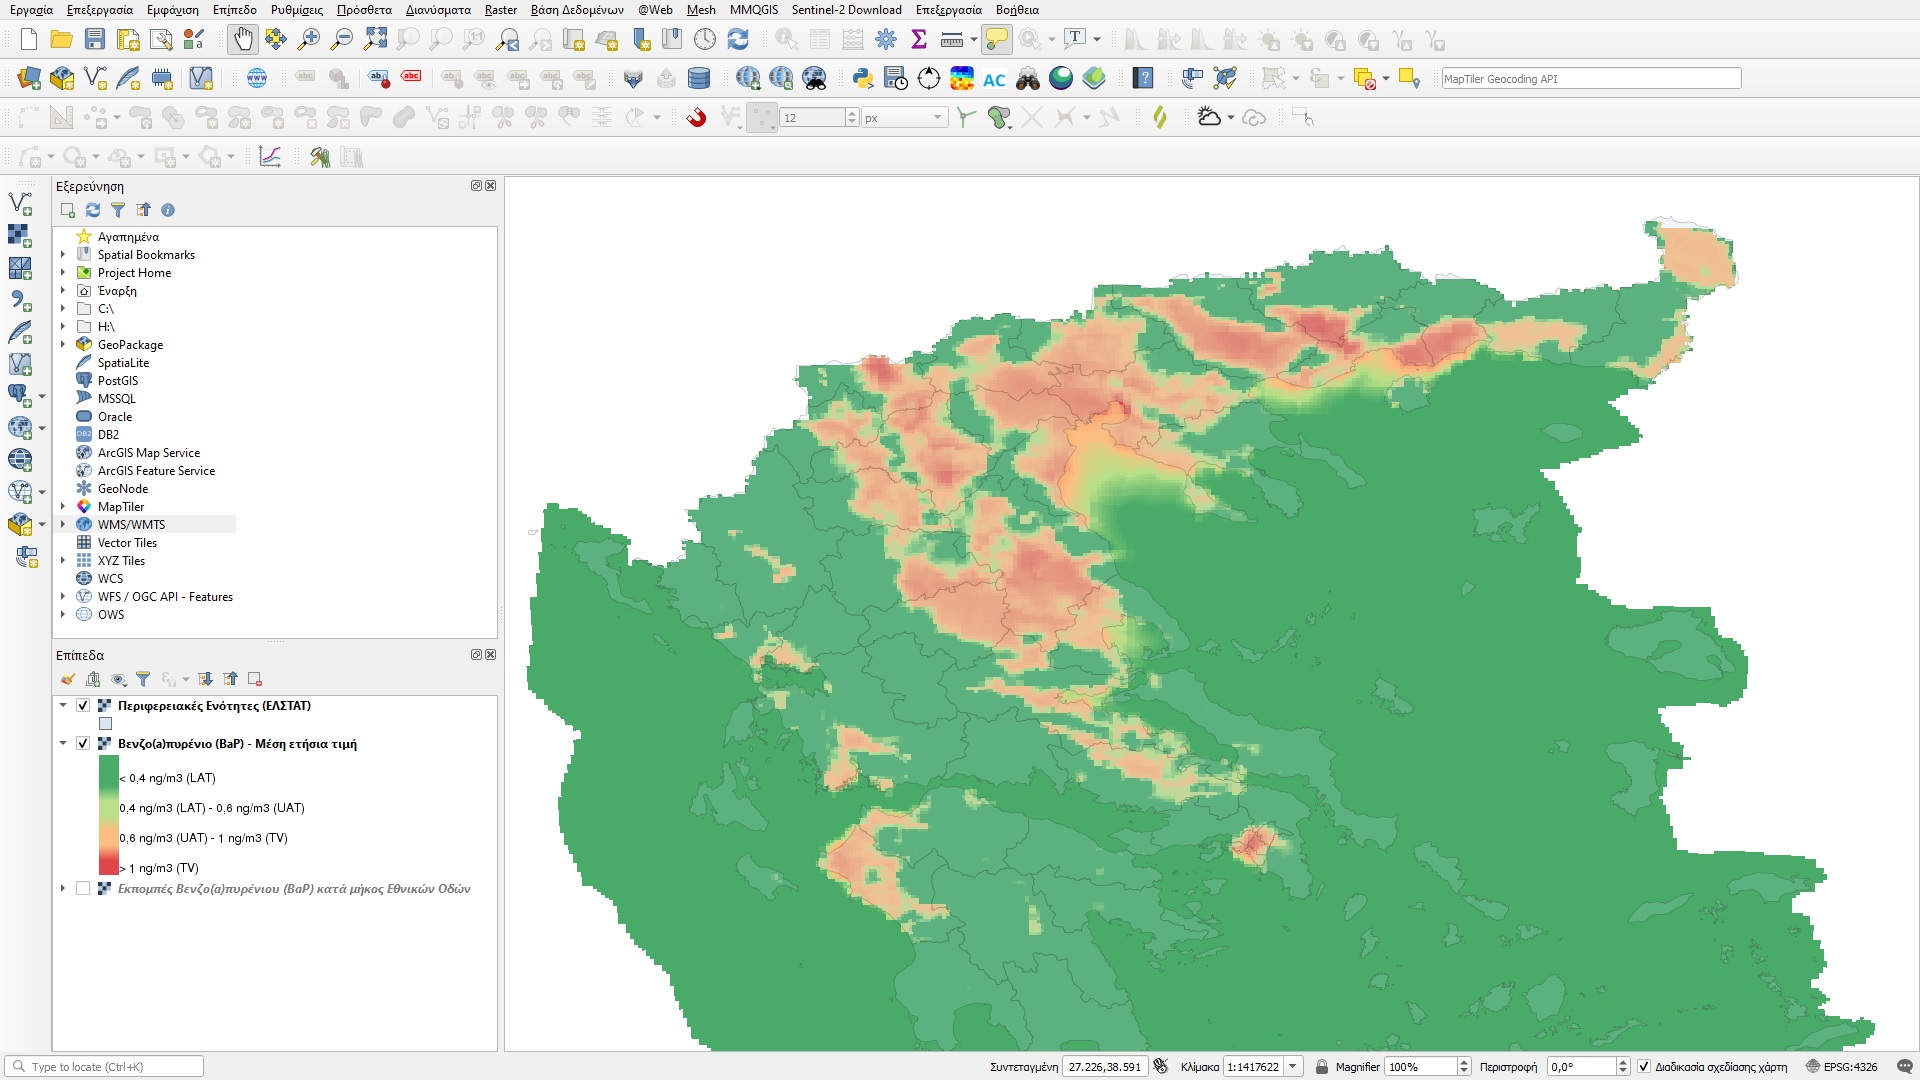 Εργασία Επεξεργασία Εμφάνιση Επίπεδο Ρυθμίσεις Πρόσθετα Διανύσματα Raster Βάση Δεδομένων @Web Mesh MMQGIS Sentinel-2 Download Επεξεργασία Βοήθεια
abc abc AC MapTiler Geocoding API
12 px
Εξερεύνηση
Αγαπημένα
Spatial Bookmarks
Project Home
Έναρξη
C:\
H:\
GeoPackage
SpatiaLite
PostGIS
MSSQL
Oracle
DB2
ArcGIS Map Service
ArcGIS Feature Service
GeoNode
MapTiler
WMS/WMTS
Vector Tiles
XYZ Tiles
WCS
WFS / OGC API - Features
OWS
Επίπεδα
Περιφερειακές Ενότητες (ΕΛΣΤΑΤ)
Βενζο(α)πυρένιο (BaP) - Μέση ετήσια τιμή
< 0,4 ng/m3 (LAT)
0,4 ng/m3 (LAT) - 0,6 ng/m3 (UAT)
0,6 ng/m3 (UAT) - 1 ng/m3 (TV)
> 1 ng/m3 (TV)
Εκπομπές Βενζο(α)πυρένιου (BaP) κατά μήκος Εθνικών Οδών
Type to locate (Ctrl+K) Συντεταγμένη 27.226,38.591 Κλίμακα 1:1417622 Magnifier 100% Περιστροφή 0,0° Διαδικασία σχεδίασης χάρτη EPSG:4326